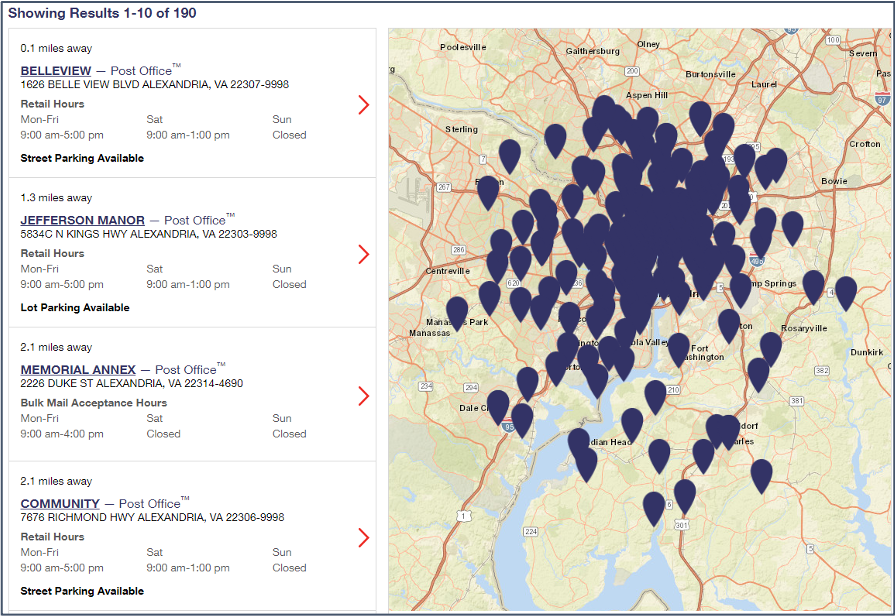 Showing Results 1-10 of 190
0.1 miles away
BELLEVIEW — Post Office™
1626 BELLE VIEW BLVD ALEXANDRIA, VA 22307-9998
Retail Hours
Mon-Fri Sat Sun
9:00 am-5:00 pm 9:00 am-1:00 pm Closed
Street Parking Available
1.3 miles away
JEFFERSON MANOR — Post Office™
5834C N KINGS HWY ALEXANDRIA, VA 22303-9998
Retail Hours
Mon-Fri Sat Sun
9:00 am-5:00 pm 9:00 am-1:00 pm Closed
Lot Parking Available
2.1 miles away
MEMORIAL ANNEX — Post Office™
2226 DUKE ST ALEXANDRIA, VA 22314-4690
Bulk Mail Acceptance Hours
Mon-Fri Sat Sun
9:00 am-4:00 pm Closed Closed
2.1 miles away
COMMUNITY — Post Office™
7676 RICHMOND HWY ALEXANDRIA, VA 22306-9998
Retail Hours
Mon-Fri Sat Sun
9:00 am-5:00 pm 9:00 am-1:00 pm Closed
Street Parking Available
Poolesville
Olney
Gaithersburg
100
Severn
200
Burtonsville
Laurel
Aspen Hill
97
Sterling
Crofton
7
267
Bowie
286
Centreville
620
Manassas Park
Manassas
Rosaryville
Fort
Dunkirk
234
294
210
382
381
Dale
95
1
224
301
5